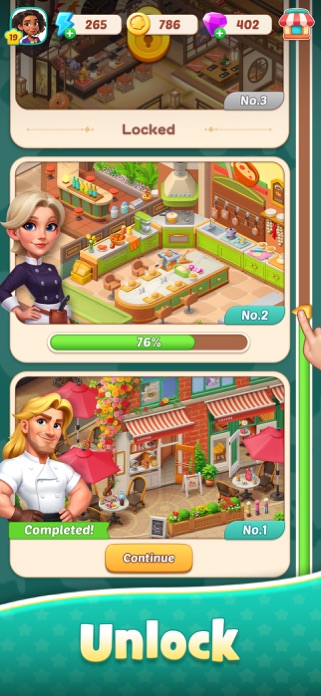 19
265
786
402
No.3
Locked
No.2
76%
Completed!
No.1
Continue
Unlock